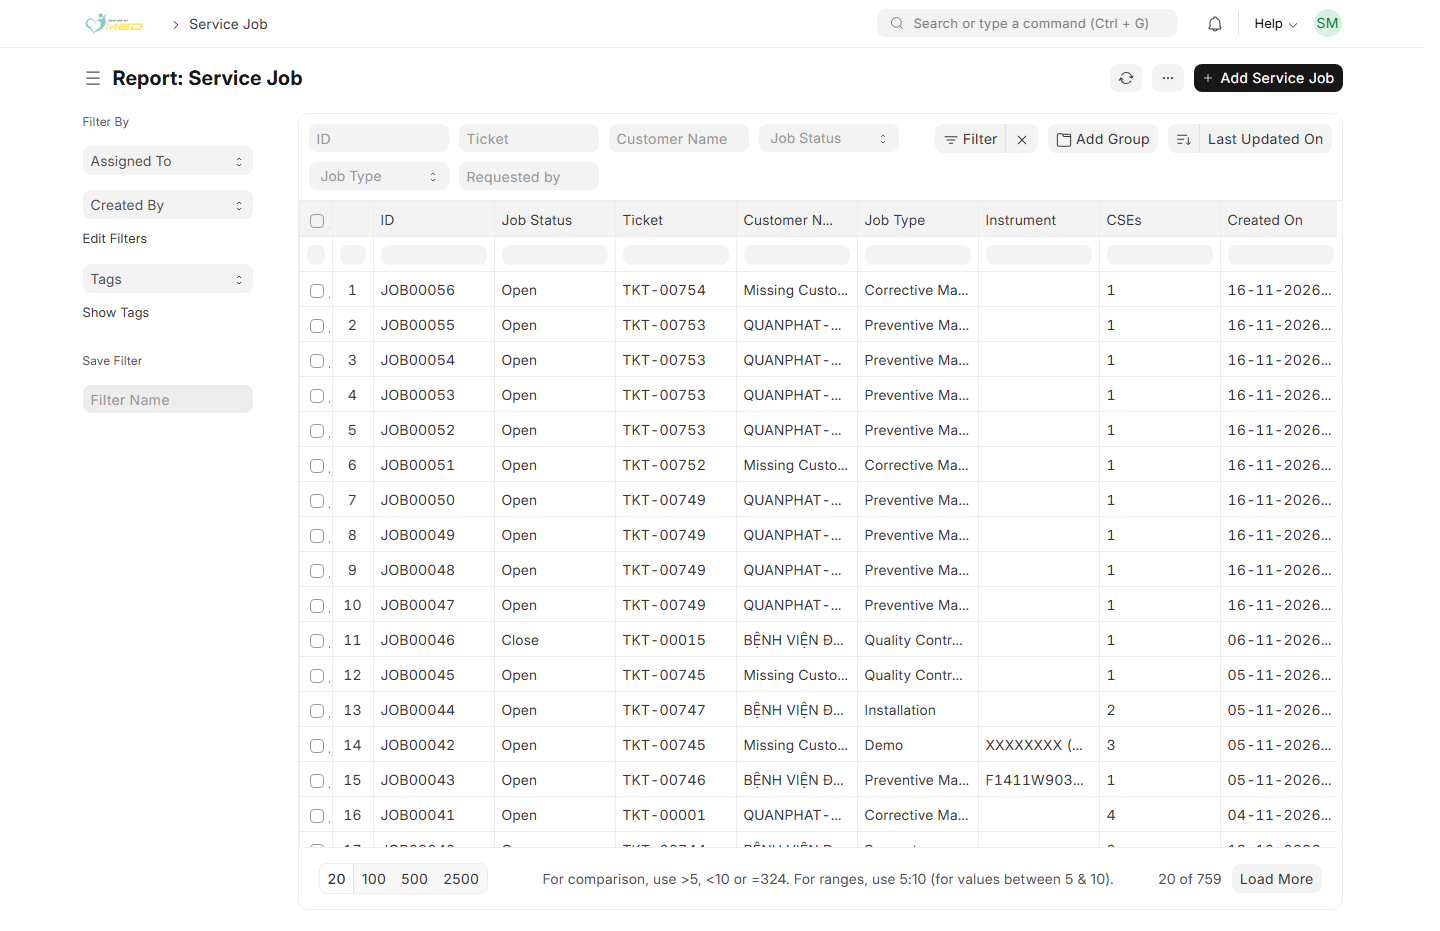 MED
Service Job
Search or type a command (Ctrl + G)
Help
SM
Report: Service Job
Add Service Job
Filter By
Assigned To
Created By
Edit Filters
Tags
Show Tags
Save Filter
Filter Name
ID Ticket Customer Name Job Status Filter Add Group Last Updated On
Job Type Requested by
ID Job Status Ticket Customer N... Job Type Instrument CSEs Created On
1 JOB00056 Open TKT-00754 Missing Custo... Corrective Ma... 1 16-11-2026...
2 JOB00055 Open TKT-00753 QUANPHAT-... Preventive Ma... 1 16-11-2026...
3 JOB00054 Open TKT-00753 QUANPHAT-... Preventive Ma... 1 16-11-2026...
4 JOB00053 Open TKT-00753 QUANPHAT-... Preventive Ma... 1 16-11-2026...
5 JOB00052 Open TKT-00753 QUANPHAT-... Preventive Ma... 1 16-11-2026...
6 JOB00051 Open TKT-00752 Missing Custo... Corrective Ma... 1 16-11-2026...
7 JOB00050 Open TKT-00749 QUANPHAT-... Preventive Ma... 1 16-11-2026...
8 JOB00049 Open TKT-00749 QUANPHAT-... Preventive Ma... 1 16-11-2026...
9 JOB00048 Open TKT-00749 QUANPHAT-... Preventive Ma... 1 16-11-2026...
10 JOB00047 Open TKT-00749 QUANPHAT-... Preventive Ma... 1 16-11-2026...
11 JOB00046 Close TKT-00015 BỆNH VIỆN Đ... Quality Contr... 1 06-11-2026...
12 JOB00045 Open TKT-00745 Missing Custo... Quality Contr... 1 05-11-2026...
13 JOB00044 Open TKT-00747 BỆNH VIỆN Đ... Installation 2 05-11-2026...
14 JOB00042 Open TKT-00745 Missing Custo... Demo XXXXXXXX (... 3 05-11-2026...
15 JOB00043 Open TKT-00746 BỆNH VIỆN Đ... Preventive Ma... F1411W903... 1 05-11-2026...
16 JOB00041 Open TKT-00001 QUANPHAT-... Corrective Ma... 4 04-11-2026...
20 100 500 2500 For comparison, use >5, <10 or =324. For ranges, use 5:10 (for values between 5 & 10). 20 of 759 Load More